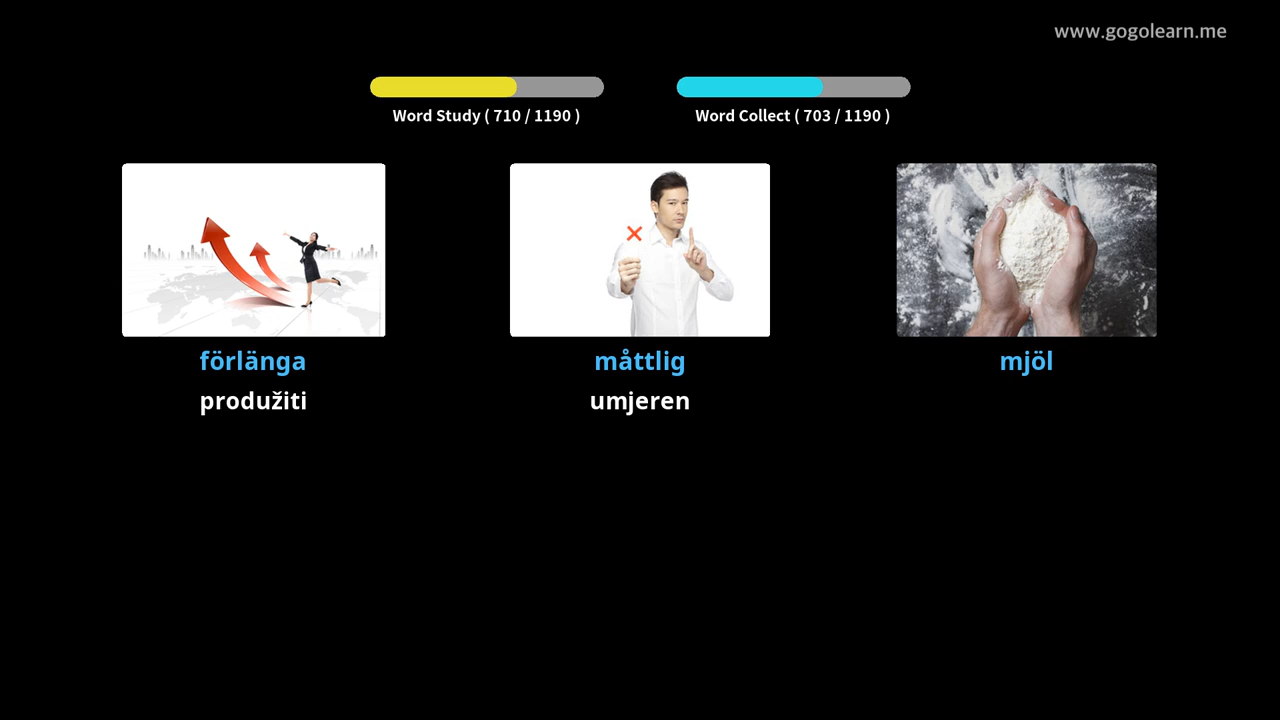 www.gogolearn.me
Word Study ( 710 / 1190 )
Word Collect ( 703 / 1190 )
förlänga
måttlig
mjöl
produžiti
umjeren